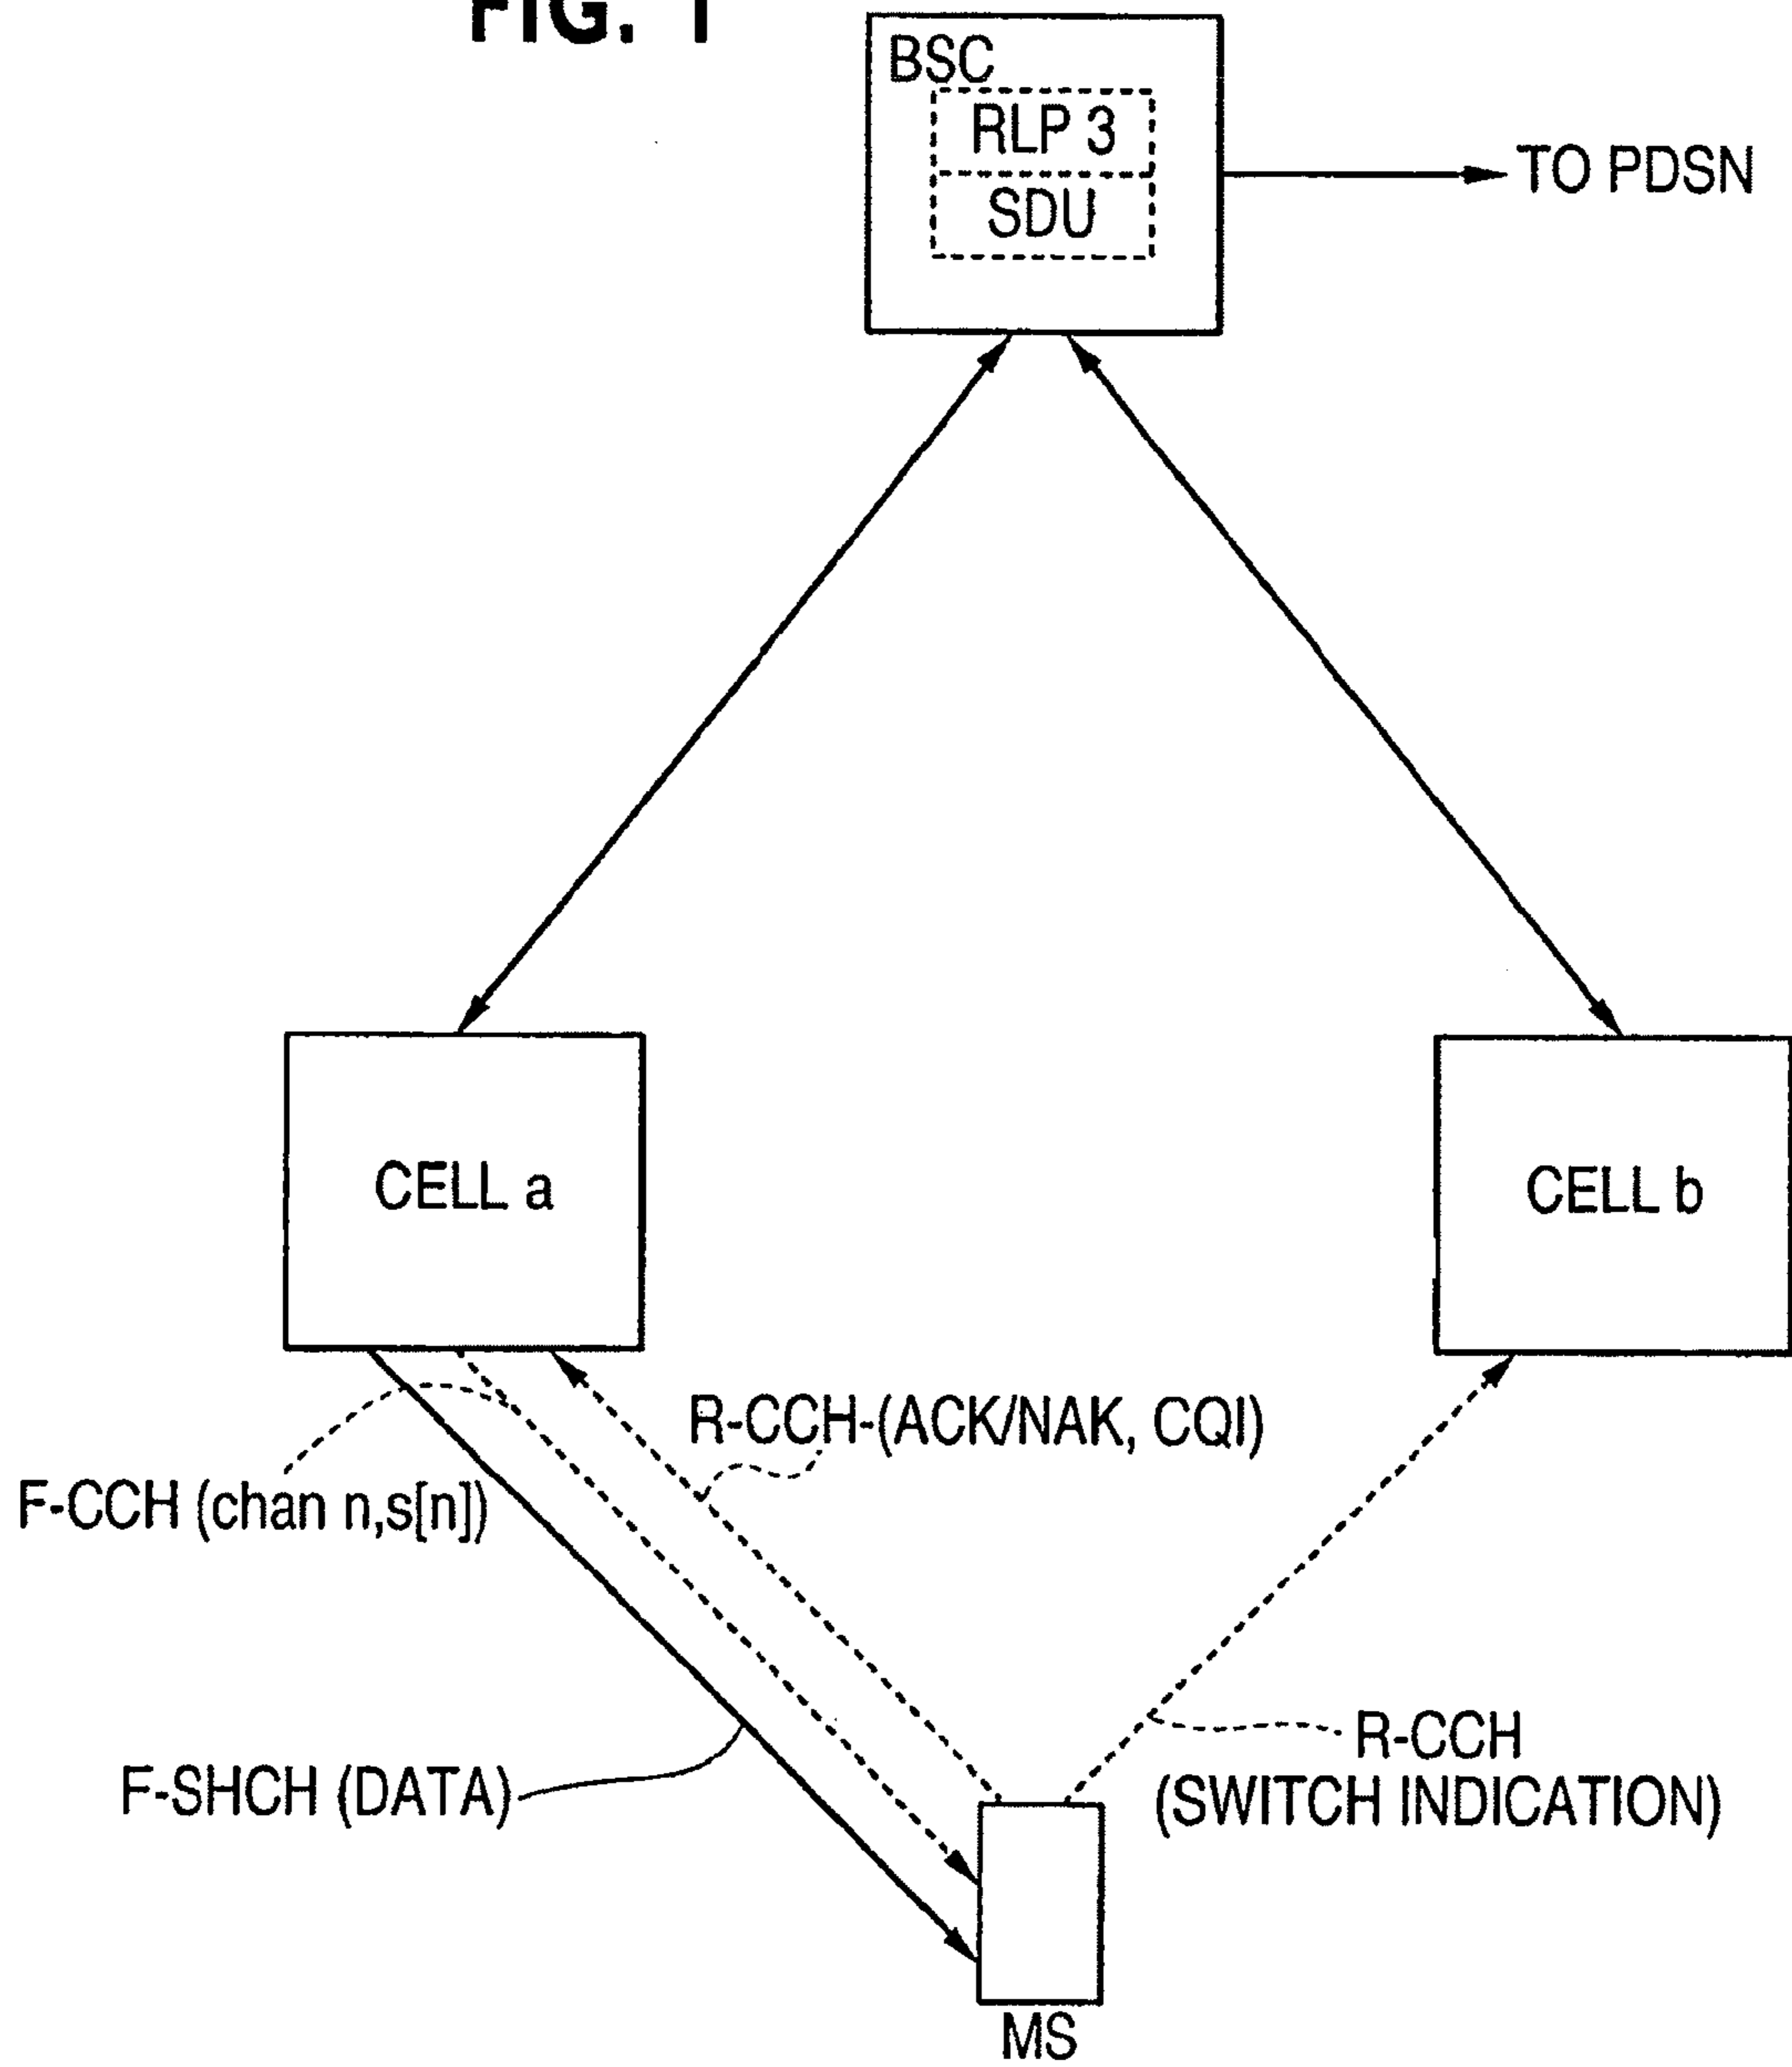 FIG. 1
BSC
RLP 3
SDU
TO PDSN
CELL a
CELL b
R-CCH-(ACK/NAK, CQI)
F-CCH (chan n,s[n])
F-SHCH (DATA)
R-CCH
(SWITCH INDICATION)
MS